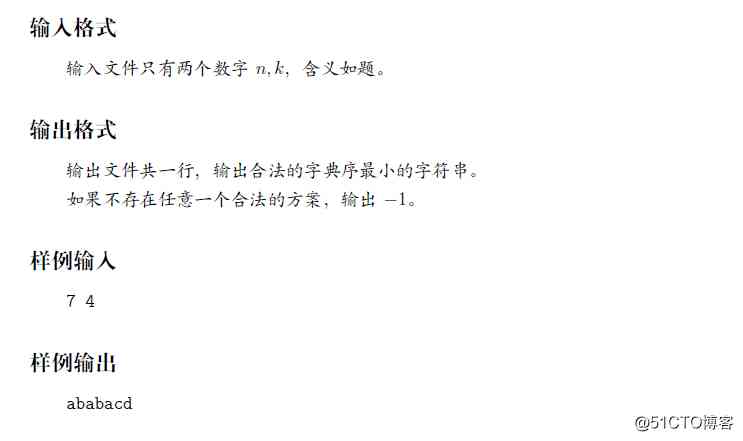 输入格式
输入文件只有两个数字 n,k，含义如题。
输出格式
输出文件共一行，输出合法的字典序最小的字符串。
如果不存在任意一个合法的方案，输出 −1。
样例输入
7 4
样例输出
ababacd
@51CTO博客